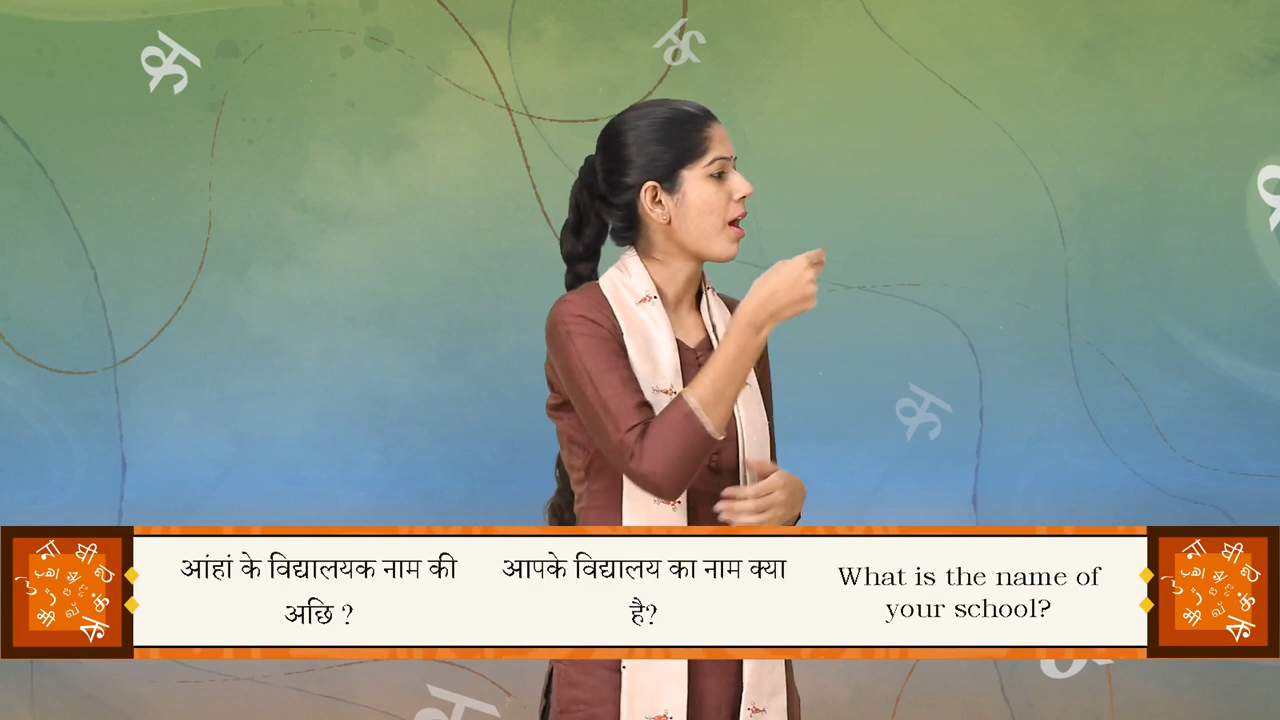 आंहां के विद्यालयक नाम की
अछि ?
आपके विद्यालय का नाम क्या
है?
What is the name of
your school?